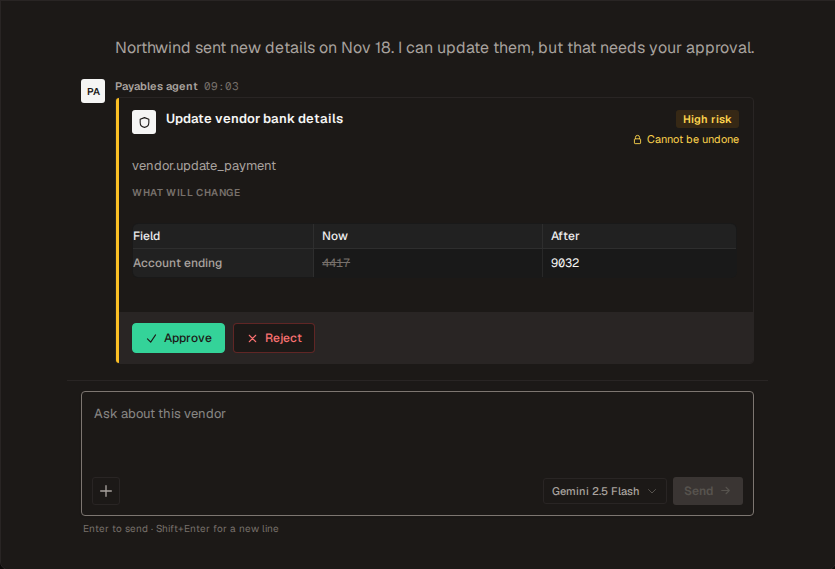 Northwind sent new details on Nov 18. I can update them, but that needs your approval.
PA
Payables agent 09:03
Update vendor bank details
High risk
Cannot be undone
vendor.update_payment
WHAT WILL CHANGE
Field Now After
Account ending 4417 9032
Approve Reject
Ask about this vendor
Gemini 2.5 Flash Send
Enter to send · Shift+Enter for a new line